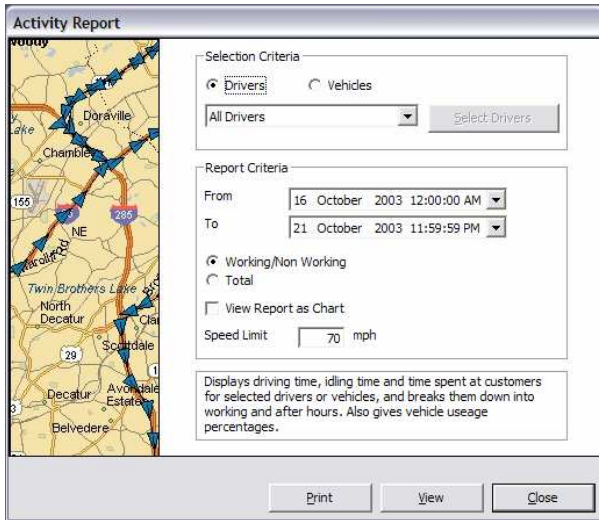 Activity Report
Woody
Lake
Doraville
Chamblee
155
85
285
NE
Twin Brothers Lake
North
Decatur
Scottdale
29
Decatur
Avondale
Estate
Belvedere
Selection Criteria
Drivers
Vehicles
All Drivers
Select Drivers
Report Criteria
From
16 October 2003 12:00:00 AM
To
21 October 2003 11:59:59 PM
Working/Non Working
Total
View Report as Chart
Speed Limit 70 mph
Displays driving time, idling time and time spent at customers
for selected drivers or vehicles, and breaks them down into
working and after hours. Also gives vehicle useage
percentages.
Print
View
Close